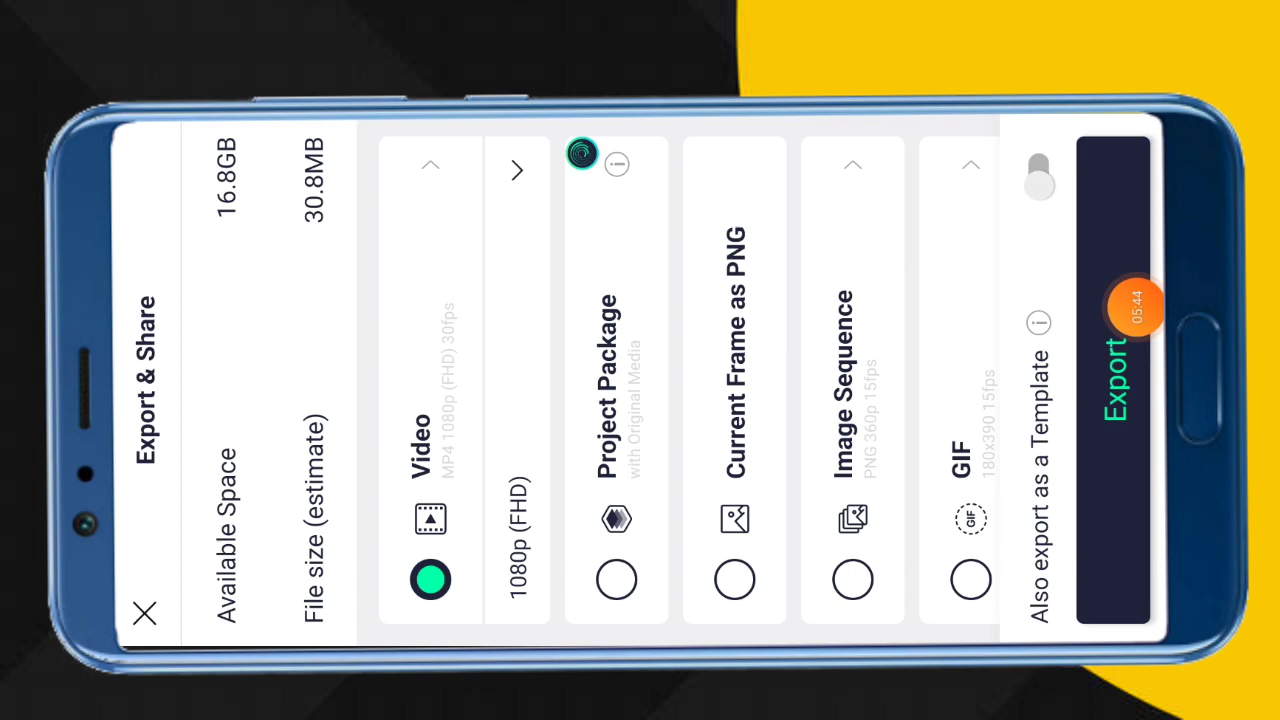 Export & Share
Available Space 16.8GB
File size (estimate) 30.8MB
Video
MP4 1080p (FHD) 30fps
1080p (FHD)
Project Package
with Original Media
Current Frame as PNG
Image Sequence
PNG 360p 15fps
GIF
GIF
180x390 15fps
Also export as a Template
Export
05:44